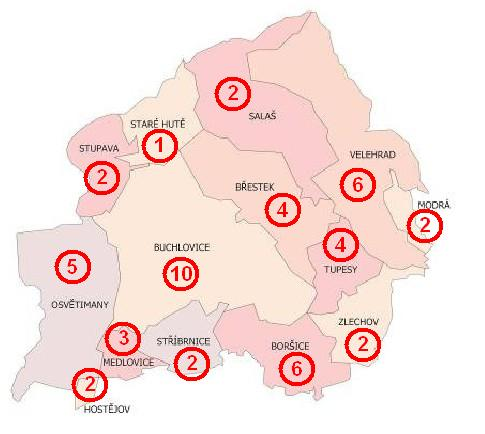 2
SALAŠ
STARÉ HUTĚ
1
STUPAVA
2
VELEHRAD
6
BŘESTEK
4
MODRÁ
2
4
TUPESY
BUCHLOVICE
10
5
OSVĚTIMANY
ZLECHOV
2
3
MEDLOVICE
STŘÍBRNICE
2
BORŠICE
6
2
HOSTĚJOV